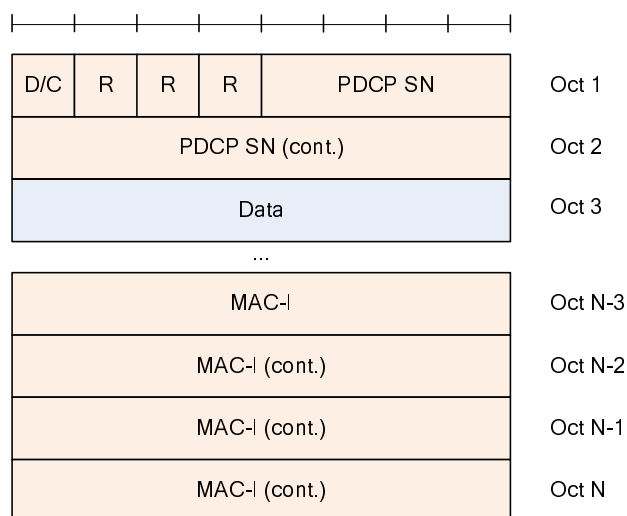 D/C R R R PDCP SN Oct 1
PDCP SN (cont.) Oct 2
Data Oct 3
...
MAC-I Oct N-3
MAC-I (cont.) Oct N-2
MAC-I (cont.) Oct N-1
MAC-I (cont.) Oct N